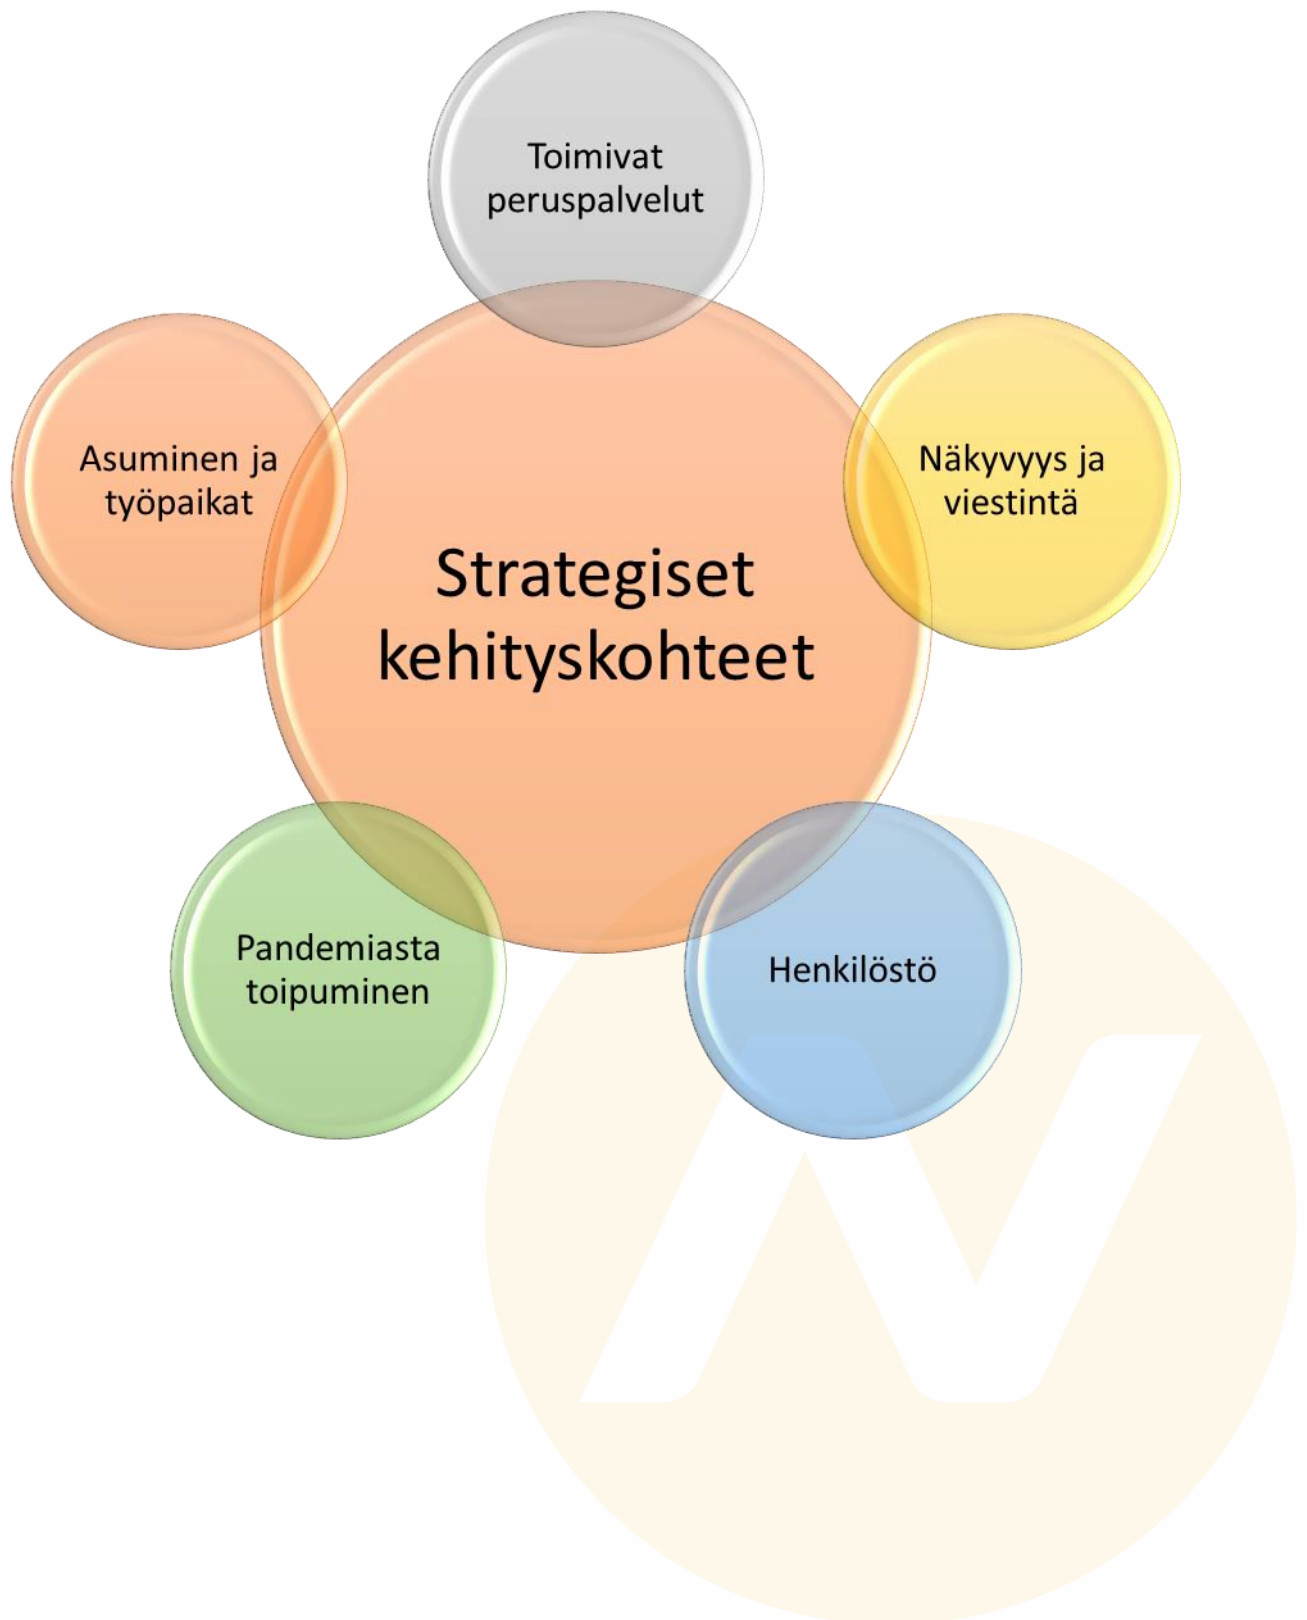 Toimivat
peruspalvelut
Asuminen ja
työpaikat
Näkyvyys ja
viestintä
Strategiset
kehityskohteet
Pandemiasta
toipuminen
Henkilöstö
N